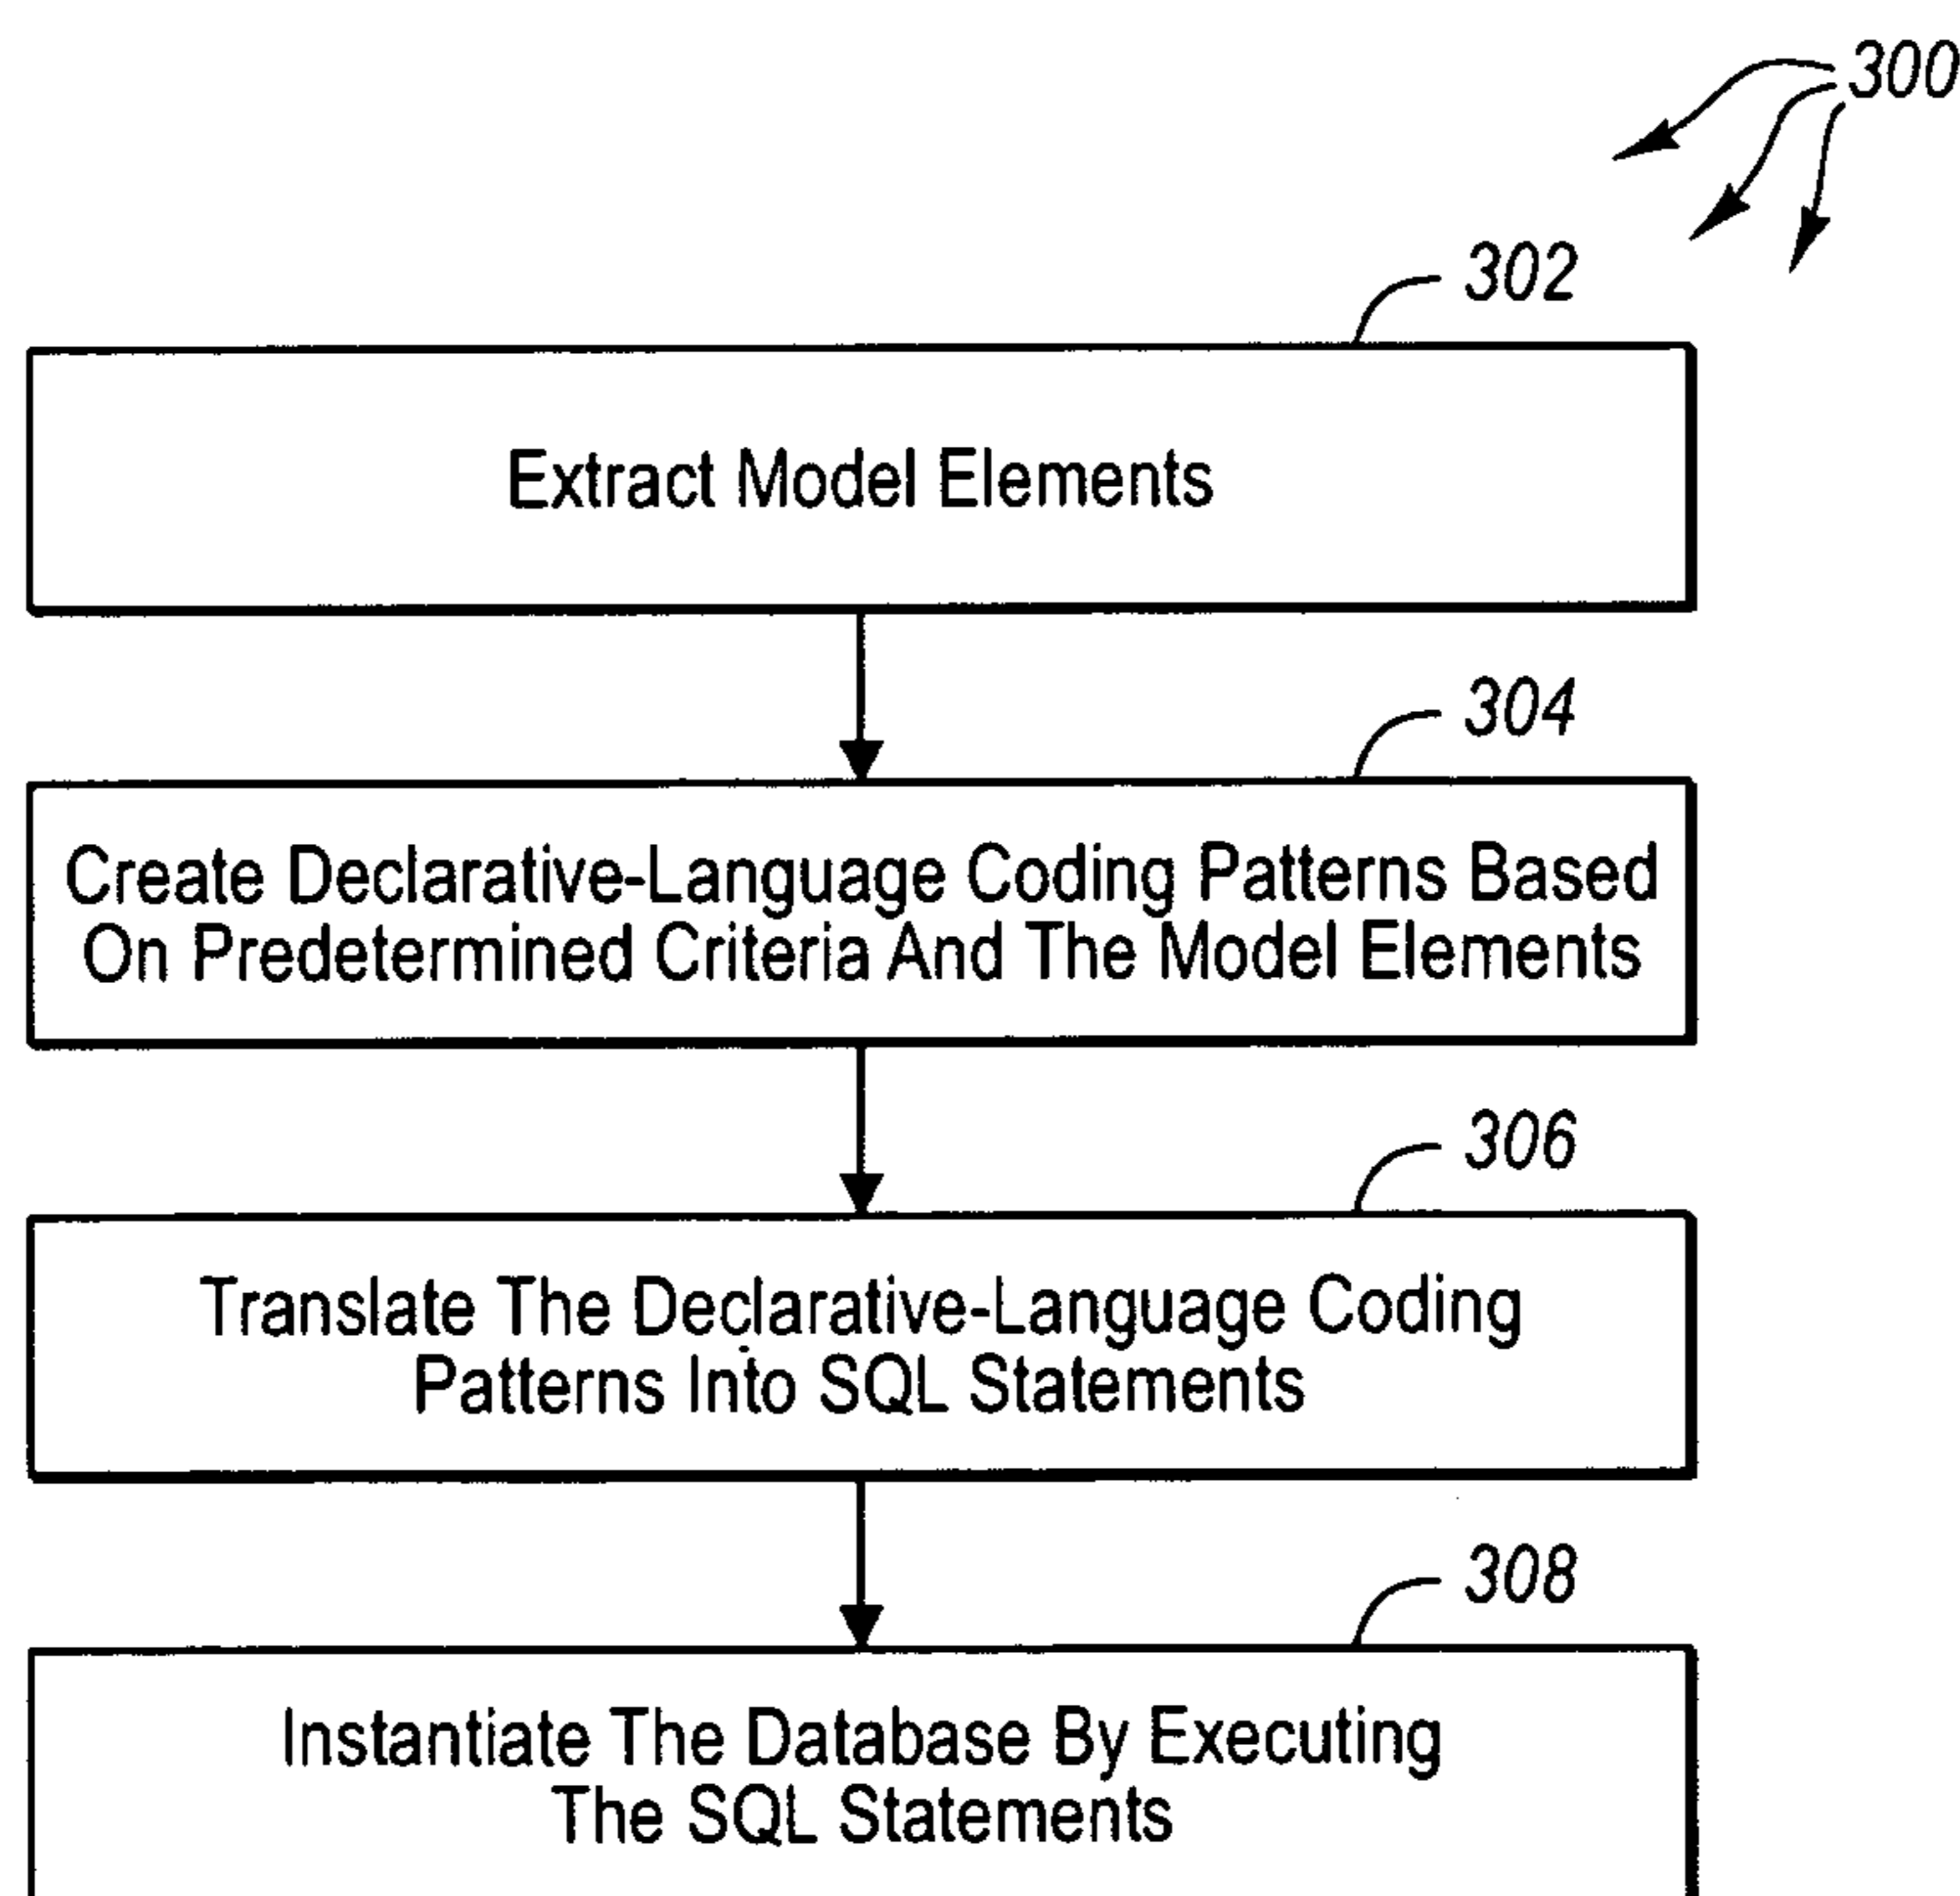 300
302
Extract Model Elements
304
Create Declarative-Language Coding Patterns Based
On Predetermined Criteria And The Model Elements
306
Translate The Declarative-Language Coding
Patterns Into SQL Statements
308
Instantiate The Database By Executing
The SQL Statements